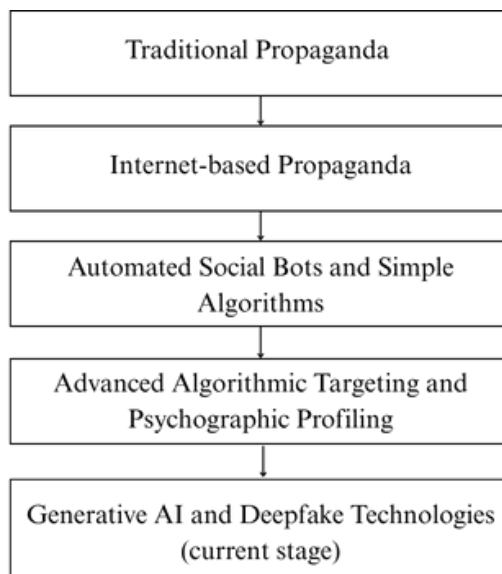 Traditional Propaganda
Internet-based Propaganda
Automated Social Bots and Simple
Algorithms
Advanced Algorithmic Targeting and
Psychographic Profiling
Generative AI and Deepfake Technologies
(current stage)